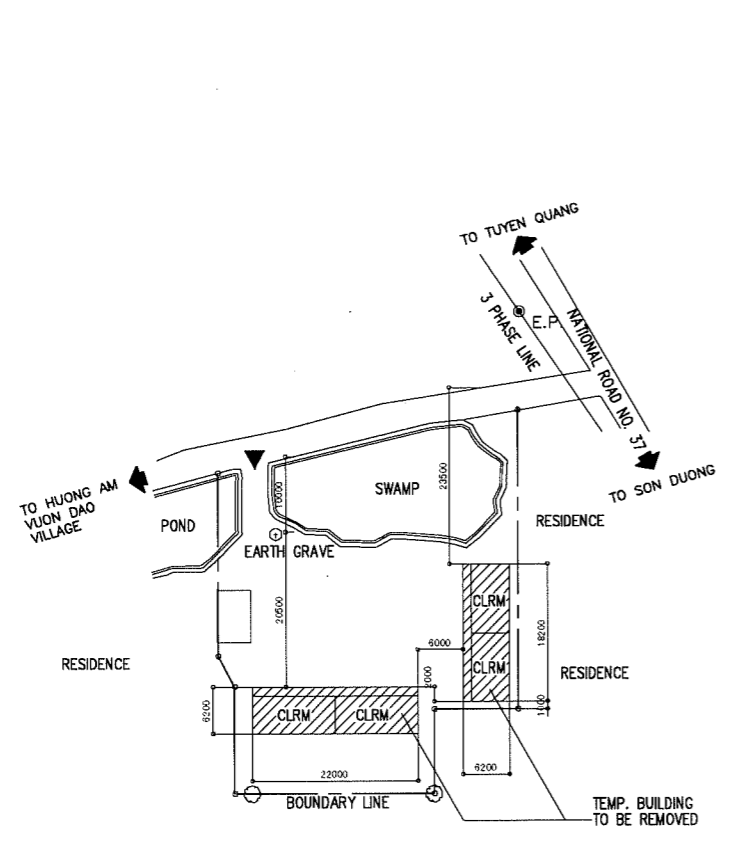 TO TUYEN QUANG
3 PHASE LINE
E.P.
NATIONAL ROAD NO. 37
TO SON DUONG
TO HUONG AM
VUON DAO
VILLAGE
POND
SWAMP
10000
23500
EARTH GRAVE
RESIDENCE
20500
CLRM
CLRM
18200
6000
RESIDENCE
RESIDENCE
2000
1000
6200
CLRM
CLRM
22000
6200
BOUNDARY LINE
TEMP. BUILDING
TO BE REMOVED